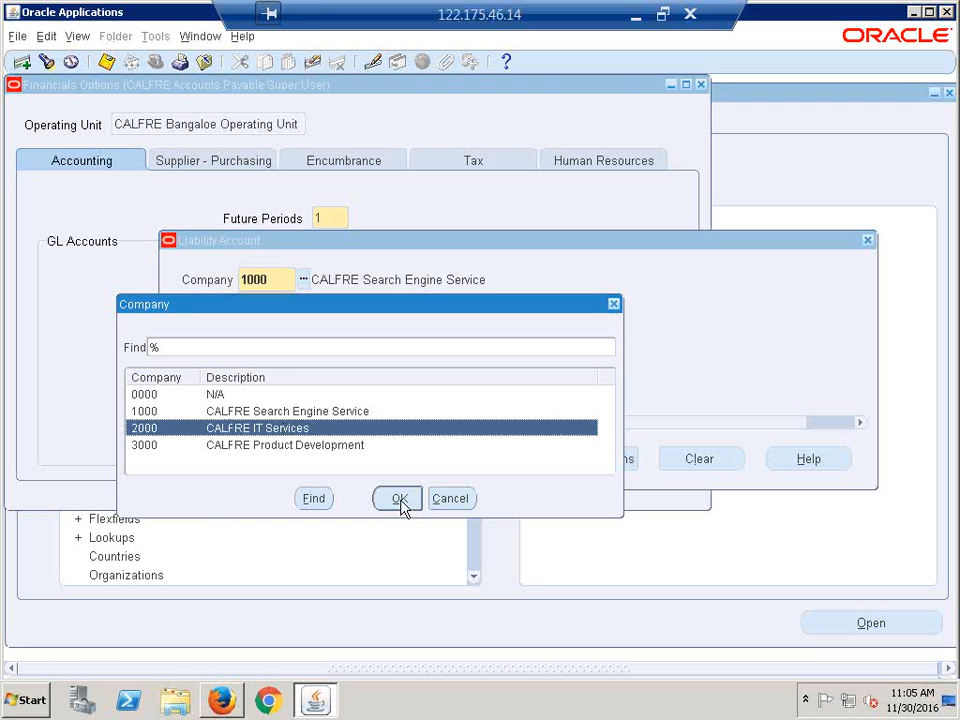 Oracle Applications
122.175.46.14
File Edit View Folder Tools Window Help
ORACLE
Financials Options (CALFRE Accounts Payable Super User)
Operating Unit CALFRE Bangaloe Operating Unit
Accounting Supplier - Purchasing Encumbrance Tax Human Resources
Future Periods 1
GL Accounts
Liability Account
Company 1000 CALFRE Search Engine Service
Company
Find %
Company Description
0000 N/A
1000 CALFRE Search Engine Service
2000 CALFRE IT Services
3000 CALFRE Product Development
Clear Help
Find OK Cancel
+ Flexfields
+ Lookups
Countries
Organizations
Open
Start
11:05 AM
11/30/2016